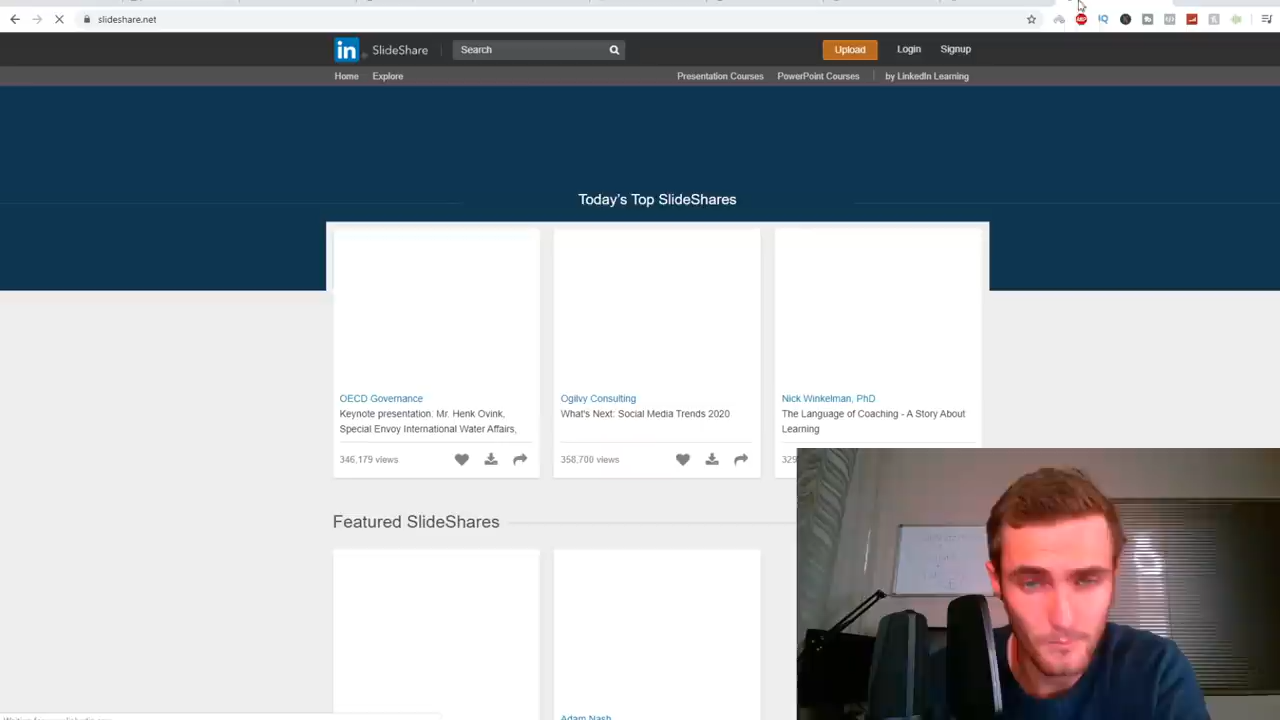 slideshare.net
in SlideShare
Search
Upload
Login
Signup
Home
Explore
Presentation Courses
PowerPoint Courses
by LinkedIn Learning
Today's Top SlideShares
OECD Governance
Keynote presentation. Mr. Henk Ovink,
Special Envoy International Water Affairs,
346,179 views
Ogilvy Consulting
What's Next: Social Media Trends 2020
358,700 views
Nick Winkelman, PhD
The Language of Coaching - A Story About
Learning
Featured SlideShares
Adam Nash